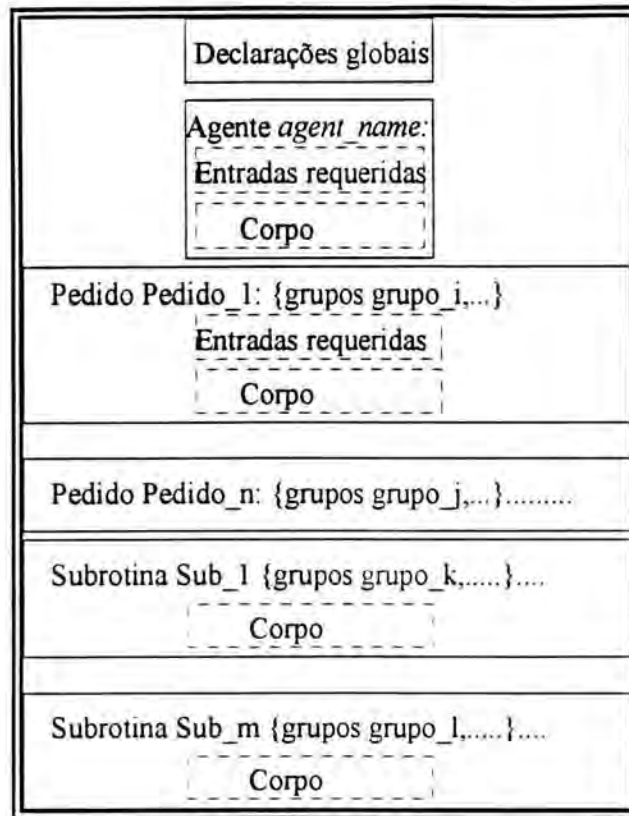 Declarações globais
Agente agent_name:
Entradas requeridas
Corpo
Pedido Pedido_1: {grupos grupo_i,...}
Entradas requeridas
Corpo
Pedido Pedido_n: {grupos grupo_j,...}.........
Subrotina Sub_1 {grupos grupo_k,.....}....
Corpo
Subrotina Sub_m {grupos grupo_l,.....}....
Corpo